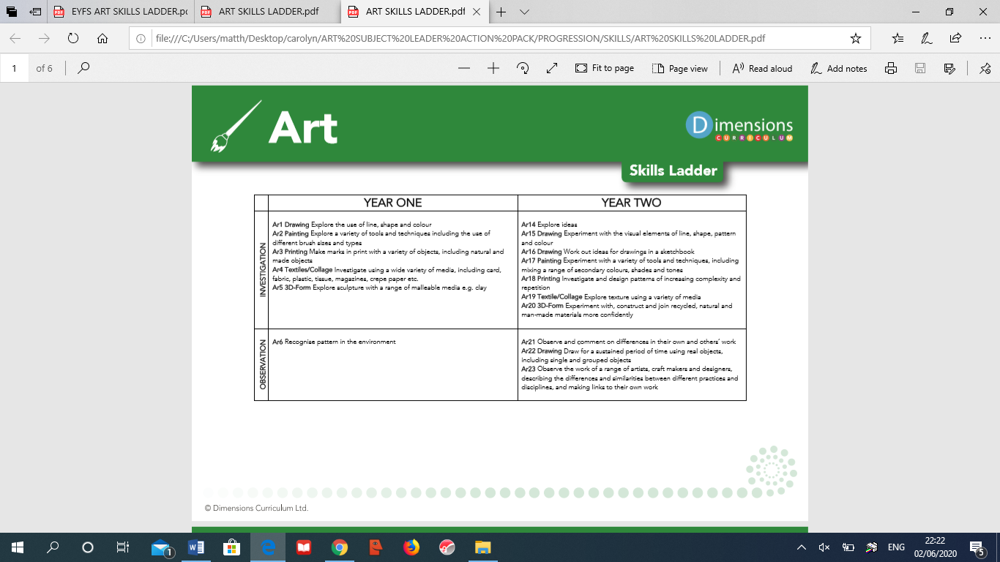 EYFS ART SKILLS LADDER.pd
ART SKILLS LADDER.pdf
ART SKILLS LADDER.pdf
file:///C:/Users/matth/Desktop/carolyn/ART%20SUBJECT%20LEADER%20ACTION%20PACK/PROGRESSION/SKILLS/ART%20SKILLS%20LADDER.pdf
1 of 6 Fit to page Page view Read aloud Add notes
Art
Dimensions
CURRICULUM
Skills Ladder
YEAR ONE
YEAR TWO
INVESTIGATION
Ar1 Drawing Explore the use of line, shape and colour
Ar2 Painting Explore a variety of tools and techniques including the use of
different brush sizes and types
Ar3 Printing Make marks in print with a variety of objects, including natural and
made objects
Ar4 Textiles/Collage Investigate using a wide variety of media, including card,
fabric, plastic, tissue, magazines, crepe paper etc.
Ar5 3D-Form Explore sculpture with a range of malleable media e.g. clay
Ar14 Explore ideas
Ar15 Drawing Experiment with the visual elements of line, shape, pattern
and colour
Ar16 Drawing Work out ideas for drawings in a sketchbook
Ar17 Painting Experiment with a variety of tools and techniques, including
mixing a range of secondary colours, shades and tones
Ar18 Printing Investigate and design patterns of increasing complexity and
repetition
Ar19 Textile/Collage Explore texture using a variety of media
Ar20 3D-Form Experiment with, construct and join recycled, natural and
man-made materials more confidently
OBSERVATION
Ar6 Recognise pattern in the environment
Ar21 Observe and comment on differences in their own and others' work
Ar22 Drawing Draw for a sustained period of time using real objects,
including single and grouped objects
Ar23 Observe the work of a range of artists, craft makers and designers,
describing the differences and similarities between different practices and
disciplines, and making links to their own work
© Dimensions Curriculum Ltd.
1
ENG
22:22
02/06/2020
5